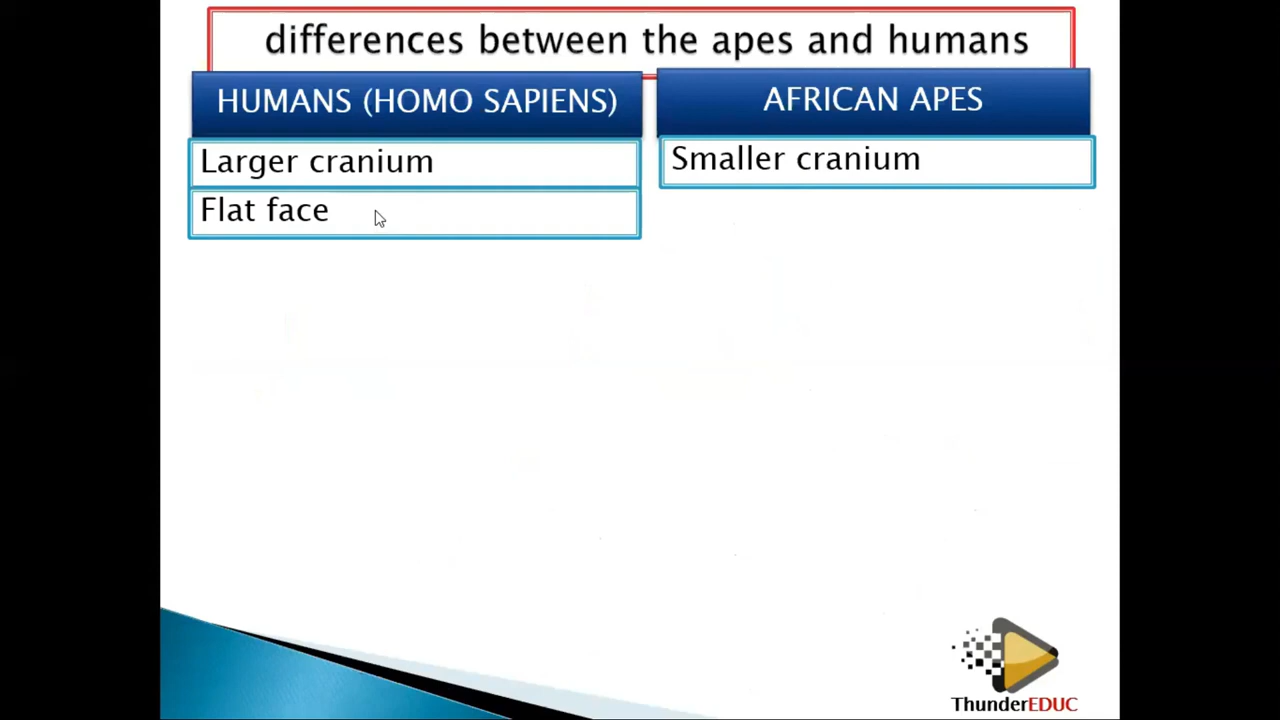 differences between the apes and humans
HUMANS (HOMO SAPIENS)
AFRICAN APES
Larger cranium
Smaller cranium
Flat face
ThunderEDUC